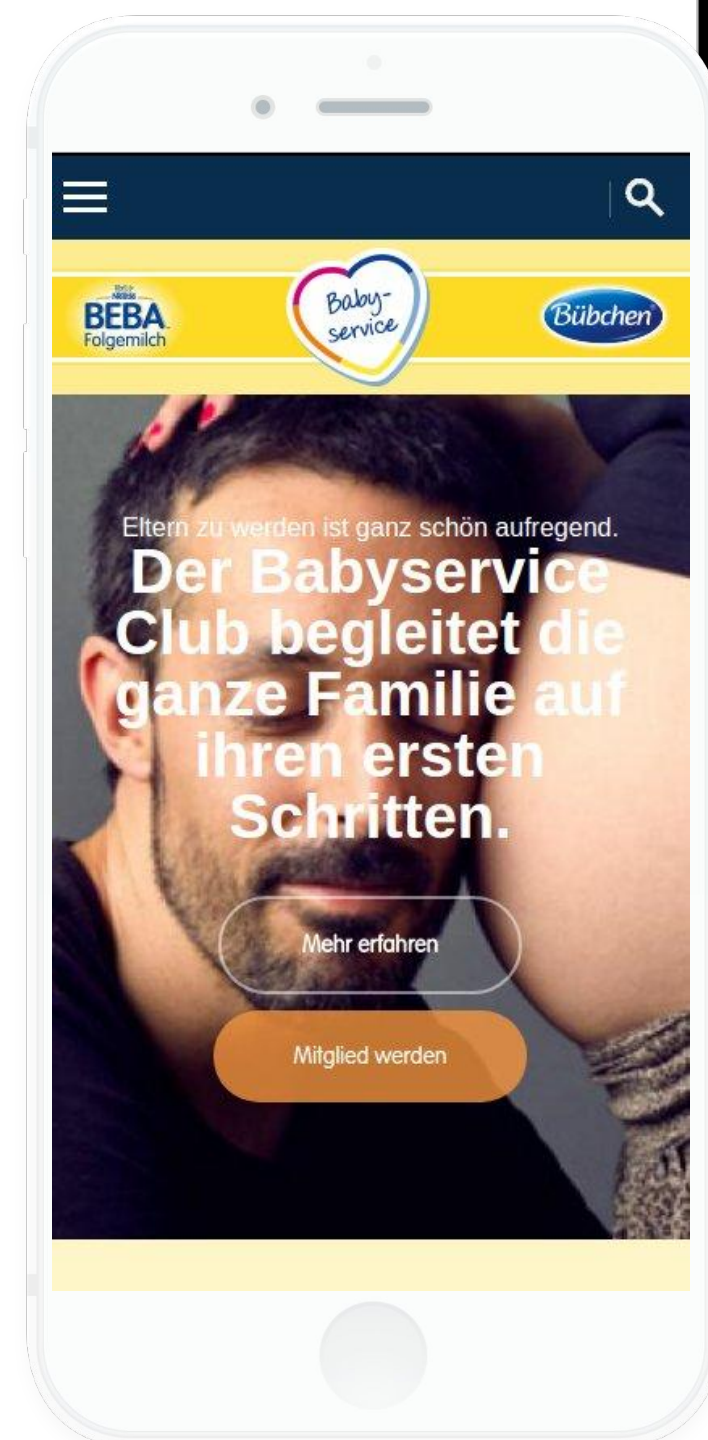 Nestlé
BEBA
Folgemilch
Baby-
service
Bübchen
Eltern zu werden ist ganz schön aufregend.
Der Babyservice
Club begleitet die
ganze Familie auf
ihren ersten
Schritten.
Mehr erfahren
Mitglied werden